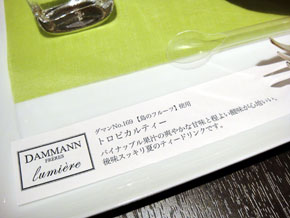 DAMMANN
FRÈRES
lumière
ダマンNo.169 【島のフルーツ】使用
トロピカルティー
パイナップル果汁の爽やかな甘味と程よい酸味が心地いい、
後味スッキリ夏のティードリンクです。